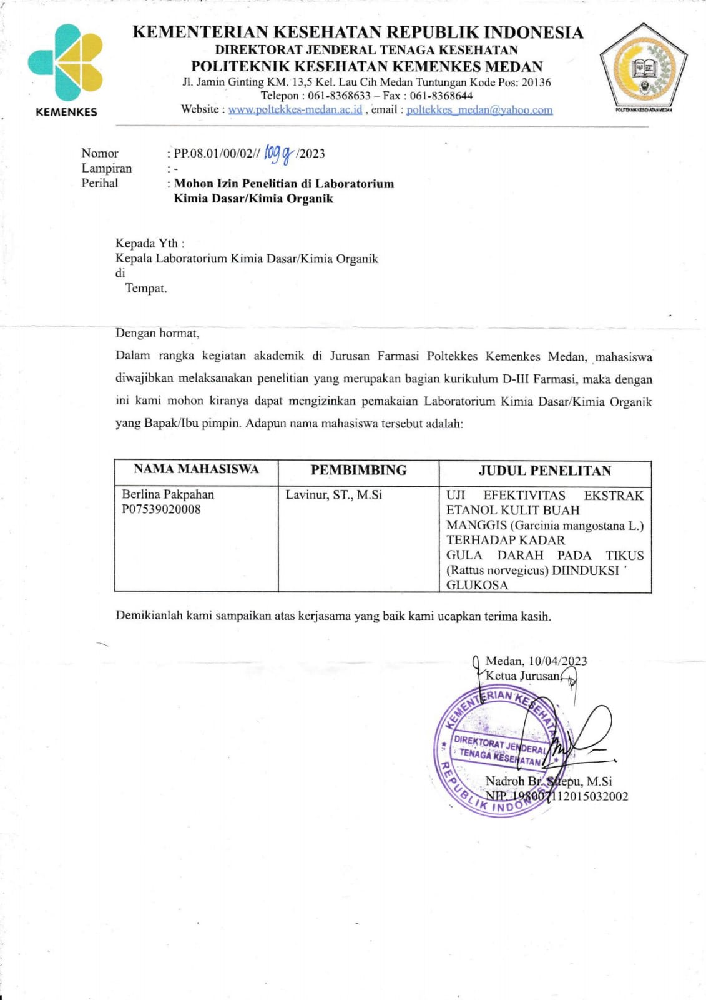 KEMENKES
KEMENTERIAN KESEHATAN REPUBLIK INDONESIA
DIREKTORAT JENDERAL TENAGA KESEHATAN
POLITEKNIK KESEHATAN KEMENKES MEDAN
Jl. Jamin Ginting KM. 13,5 Kel. Lau Cih Medan Tuntungan Kode Pos: 20136
Telepon : 061-8368633 – Fax : 061-8368644
Website : www.poltekkes-medan.ac.id , email : poltekkes_medan@yahoo.com
POLITEKNIK KESEHATAN MEDAN
Nomor : PP.08.01/00/02// /2023
Lampiran : -
Perihal : Mohon Izin Penelitian di Laboratorium
Kimia Dasar/Kimia Organik
Kepada Yth :
Kepala Laboratorium Kimia Dasar/Kimia Organik
di
Tempat.
Dengan hormat,
Dalam rangka kegiatan akademik di Jurusan Farmasi Poltekkes Kemenkes Medan, mahasiswa
diwajibkan melaksanakan penelitian yang merupakan bagian kurikulum D-III Farmasi, maka dengan
ini kami mohon kiranya dapat mengizinkan pemakaian Laboratorium Kimia Dasar/Kimia Organik
yang Bapak/Ibu pimpin. Adapun nama mahasiswa tersebut adalah:
NAMA MAHASISWA PEMBIMBING JUDUL PENELITAN
Berlina Pakpahan Lavinur, ST., M.Si UJI EFEKTIVITAS EKSTRAK
P07539020008 ETANOL KULIT BUAH
MANGGIS (Garcinia mangostana L.)
TERHADAP KADAR
GULA DARAH PADA TIKUS
(Rattus norvegicus) DIINDUKSI
GLUKOSA
Demikianlah kami sampaikan atas kerjasama yang baik kami ucapkan terima kasih.
Medan, 10/04/2023
Ketua Jurusan,
KEMENTERIAN KESEHATAN
DIREKTORAT JENDERAL
TENAGA KESEHATAN
REPUBLIK INDONESIA
Nadroh Br. Sitepu, M.Si
NIP. 198007112015032002